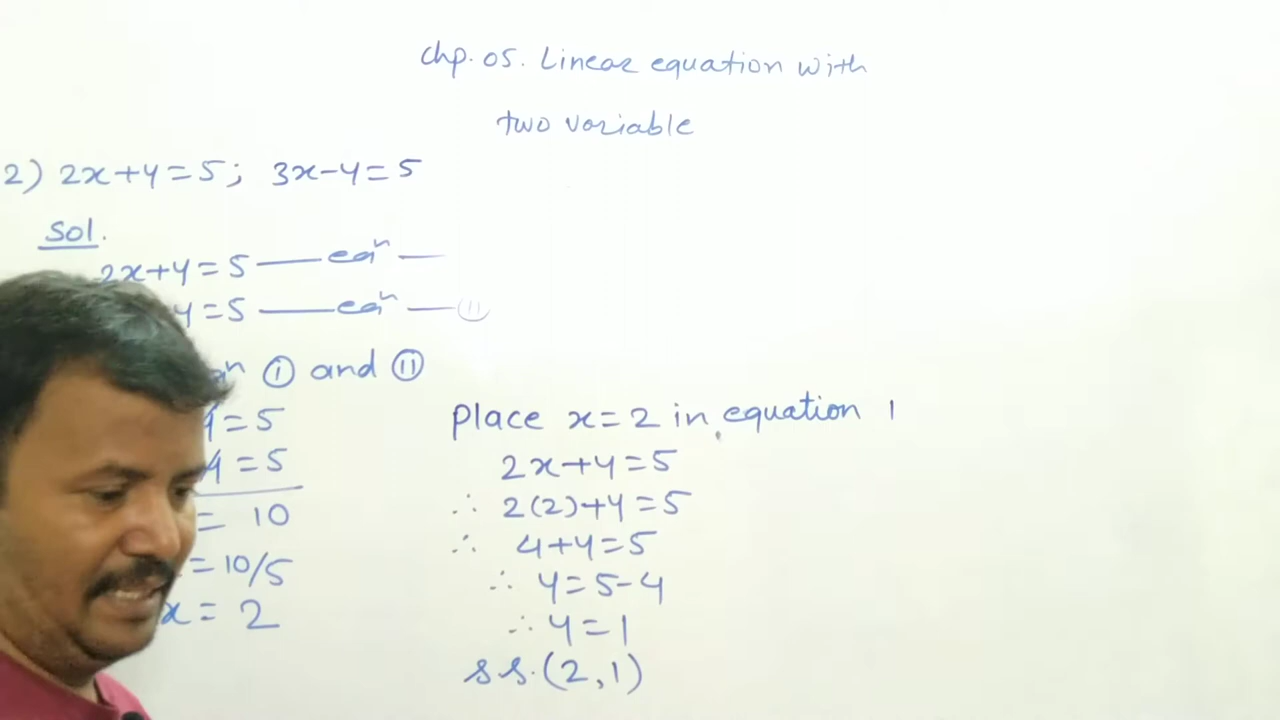 chp. 05. Linear equation with
two variable
2) 2x+y=5; 3x-y=5
Sol.
2x+y=5 — eqn —
y=5 — eqn — (II)
(I) and (II)
y=5
y=5
= 10
= 10/5
x = 2
Place x=2 in equation 1
2x+y=5
∴ 2(2)+y=5
∴ 4+y=5
∴ y=5-4
∴ y=1
s.s.(2,1)